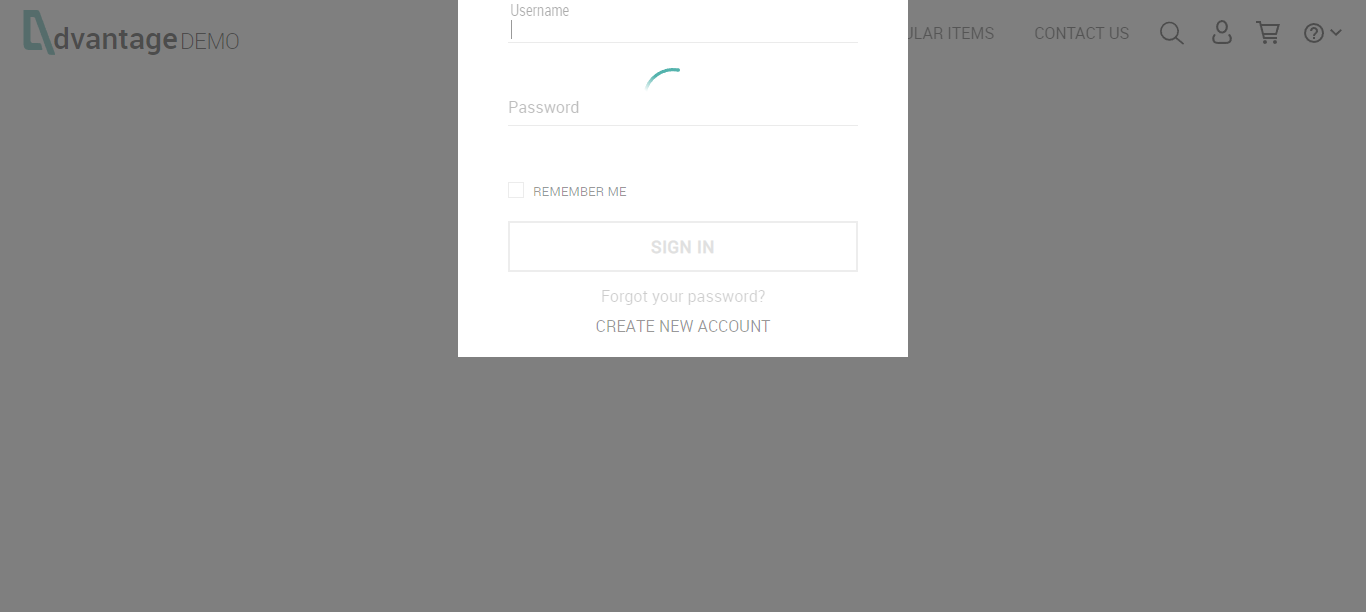 dvantage DEMO
ULAR ITEMS
CONTACT US
Username
Password
REMEMBER ME
SIGN IN
Forgot your password?
CREATE NEW ACCOUNT